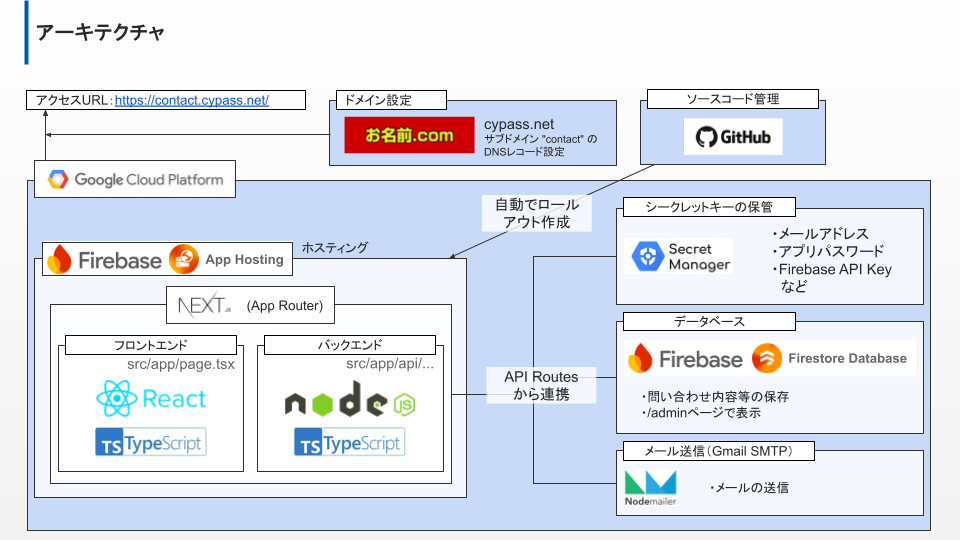 アーキテクチャ
アクセスURL：https://contact.cypass.net/
ドメイン設定
お名前.com
cypass.net
サブドメイン "contact" の
DNSレコード設定
ソースコード管理
GitHub
Google Cloud Platform
自動でロール
アウト作成
Firebase
App Hosting
ホスティング
NEXT.JS
(App Router)
フロントエンド
src/app/page.tsx
React
TS TypeScript
バックエンド
src/app/api/...
node
JS
TS TypeScript
API Routes
から連携
シークレットキーの保管
Secret
Manager
・メールアドレス
・アプリパスワード
・Firebase API Key
など
データベース
Firebase
Firestore Database
・問い合わせ内容等の保存
・/adminページで表示
メール送信（Gmail SMTP）
Nodemailer
・メールの送信